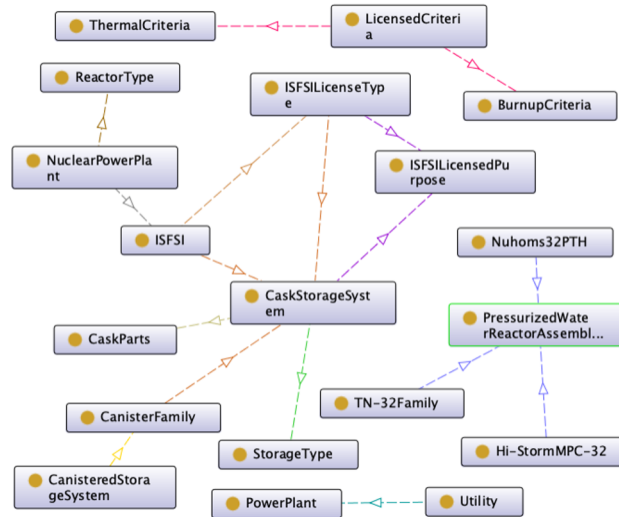 ThermalCriteria
LicensedCriteri
a
ReactorType
ISFSILicenseTyp
e
BurnupCriteria
NuclearPowerPla
nt
ISFSILicensedPu
rpose
ISFSI
Nuhoms32PTH
CaskStorageSyst
em
PressurizedWate
rReactorAssembl...
CaskParts
TN-32Family
CanisterFamily
StorageType
Hi-StormMPC-32
CanisteredStora
geSystem
PowerPlant
Utility